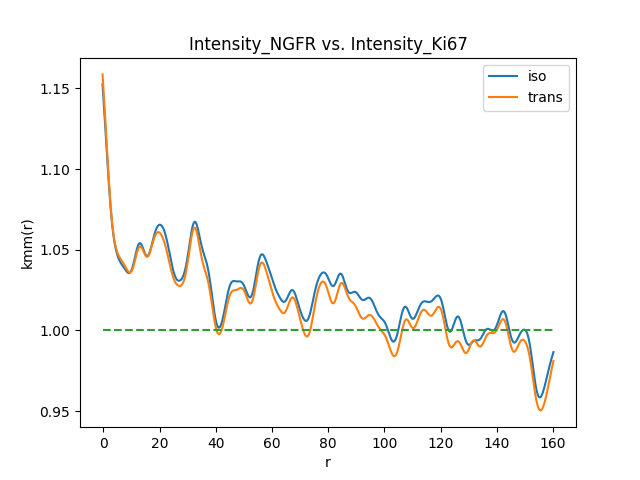 Intensity_NGFR vs. Intensity_Ki67
iso
trans
1.15
1.10
1.05
1.00
0.95
kmm(r)
0 20 40 60 80 100 120 140 160
r